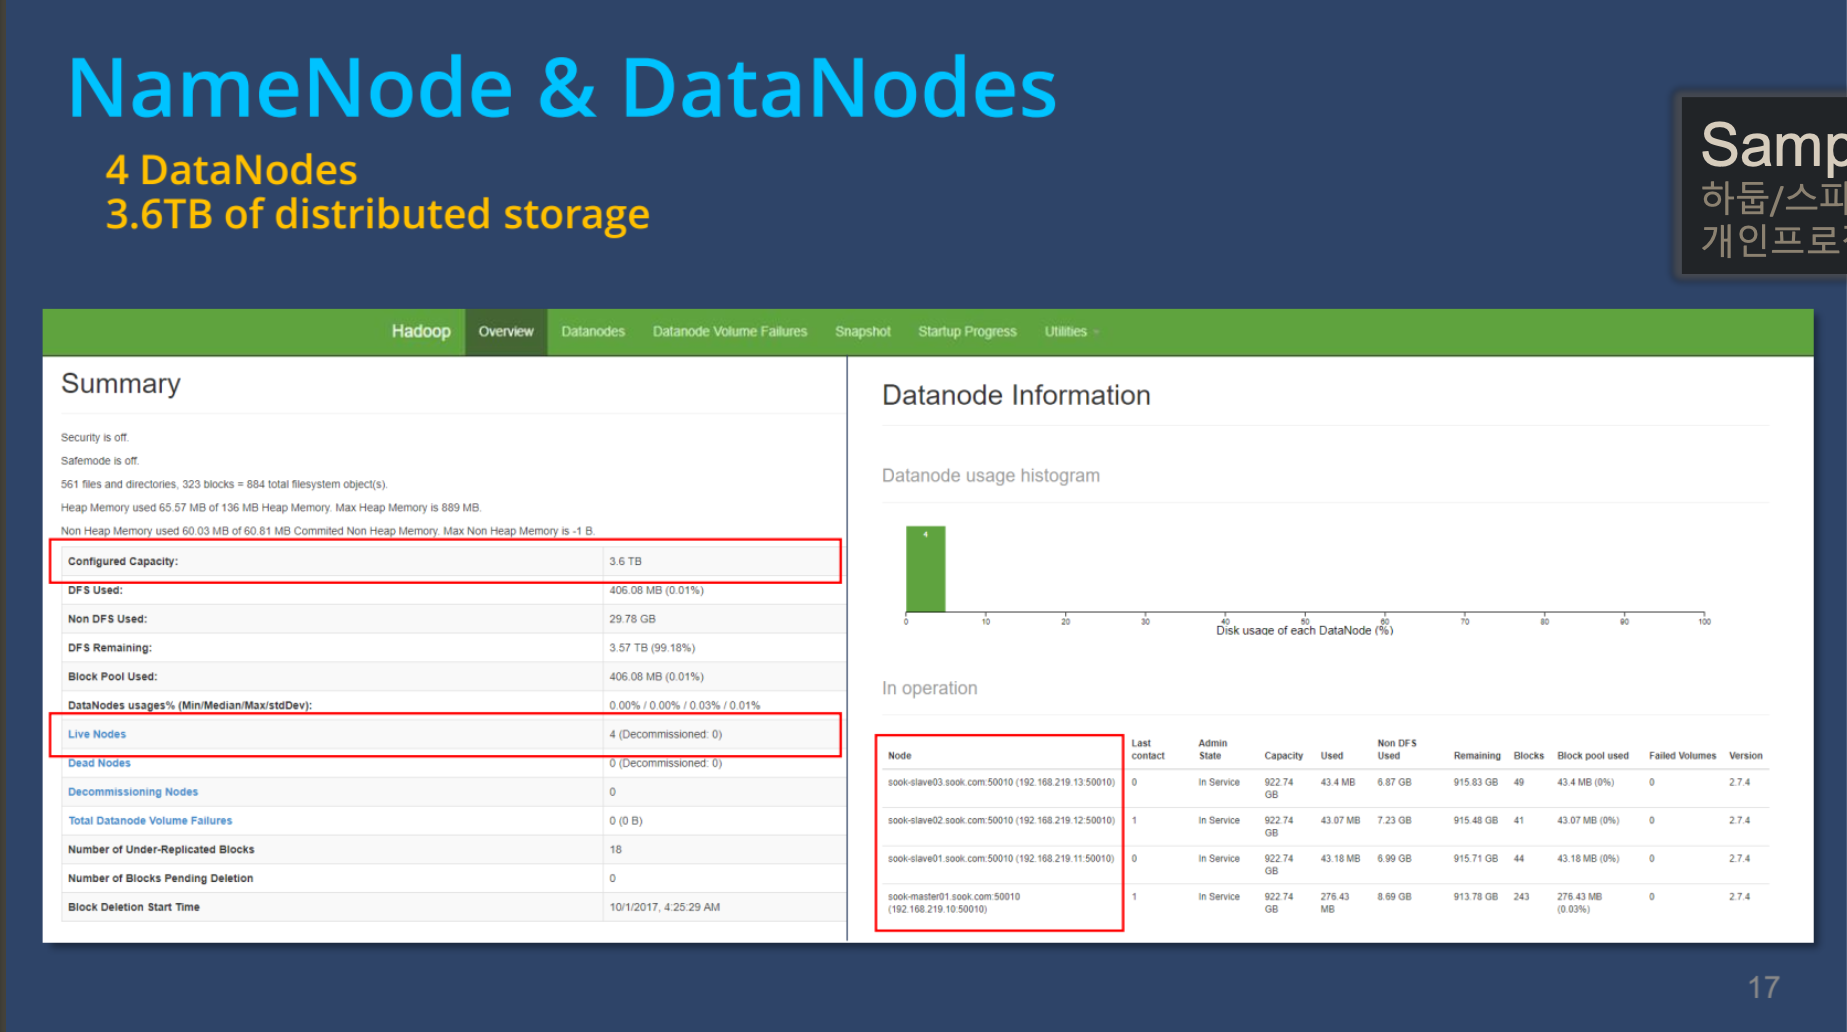 NameNode & DataNodes
4 DataNodes
3.6TB of distributed storage
Samp
하둡/스파
개인프로
Hadoop Overview Datanodes Datanode Volume Failures Snapshot Startup Progress Utilities
Summary
Security is off.
Safemode is off.
561 files and directories, 323 blocks = 884 total filesystem object(s).
Heap Memory used 65.57 MB of 136 MB Heap Memory. Max Heap Memory is 889 MB.
Non Heap Memory used 60.03 MB of 60.81 MB Commited Non Heap Memory. Max Non Heap Memory is -1 B.
Configured Capacity: 3.6 TB
DFS Used: 406.08 MB (0.01%)
Non DFS Used: 29.78 GB
DFS Remaining: 3.57 TB (99.18%)
Block Pool Used: 406.08 MB (0.01%)
DataNodes usages% (Min/Median/Max/stdDev): 0.00% / 0.00% / 0.03% / 0.01%
Live Nodes 4 (Decommissioned: 0)
Dead Nodes 0 (Decommissioned: 0)
Decommissioning Nodes 0
Total Datanode Volume Failures 0 (0 B)
Number of Under-Replicated Blocks 18
Number of Blocks Pending Deletion 0
Block Deletion Start Time 10/1/2017, 4:25:29 AM
Datanode Information
Datanode usage histogram
4
0 10 20 30 40 50 60 70 80 90 100
Disk usage of each DataNode (%)
In operation
Node Last contact Admin State Capacity Used Non DFS Used Remaining Blocks Block pool used Failed Volumes Version
sook-slave03.sook.com:50010 (192.168.219.13:50010) 0 In Service 922.74 GB 43.4 MB 6.87 GB 915.83 GB 49 43.4 MB (0%) 0 2.7.4
sook-slave02.sook.com:50010 (192.168.219.12:50010) 1 In Service 922.74 GB 43.07 MB 7.23 GB 915.48 GB 41 43.07 MB (0%) 0 2.7.4
sook-slave01.sook.com:50010 (192.168.219.11:50010) 0 In Service 922.74 GB 43.18 MB 6.99 GB 915.71 GB 44 43.18 MB (0%) 0 2.7.4
sook-master01.sook.com:50010 (192.168.219.10:50010) 1 In Service 922.74 GB 276.43 MB 8.69 GB 913.78 GB 243 276.43 MB (0.03%) 0 2.7.4
17